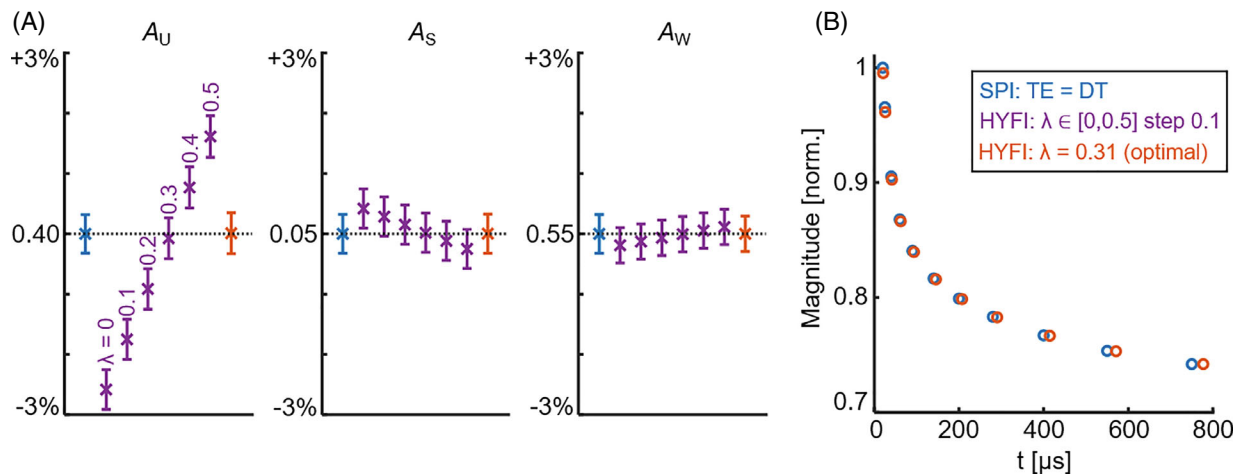 (A)
A_U
A_S
A_W
+3%
0.40
-3%
λ = 0
0.1
0.2
0.3
0.4
0.5
+3%
0.05
-3%
+3%
0.55
-3%
(B)
Magnitude [norm.]
1
0.9
0.8
0.7
SPI: TE = DT
HYFI: λ ∈ [0,0.5] step 0.1
HYFI: λ = 0.31 (optimal)
0 200 400 600 800
t [µs]